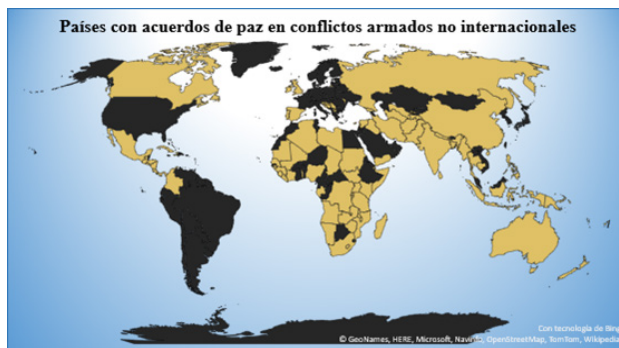 Países con acuerdos de paz en conflictos armados no internacionales
Con tecnología de Bing
© GeoNames, HERE, Microsoft, Navinfo, OpenStreetMap, TomTom, Wikipedia